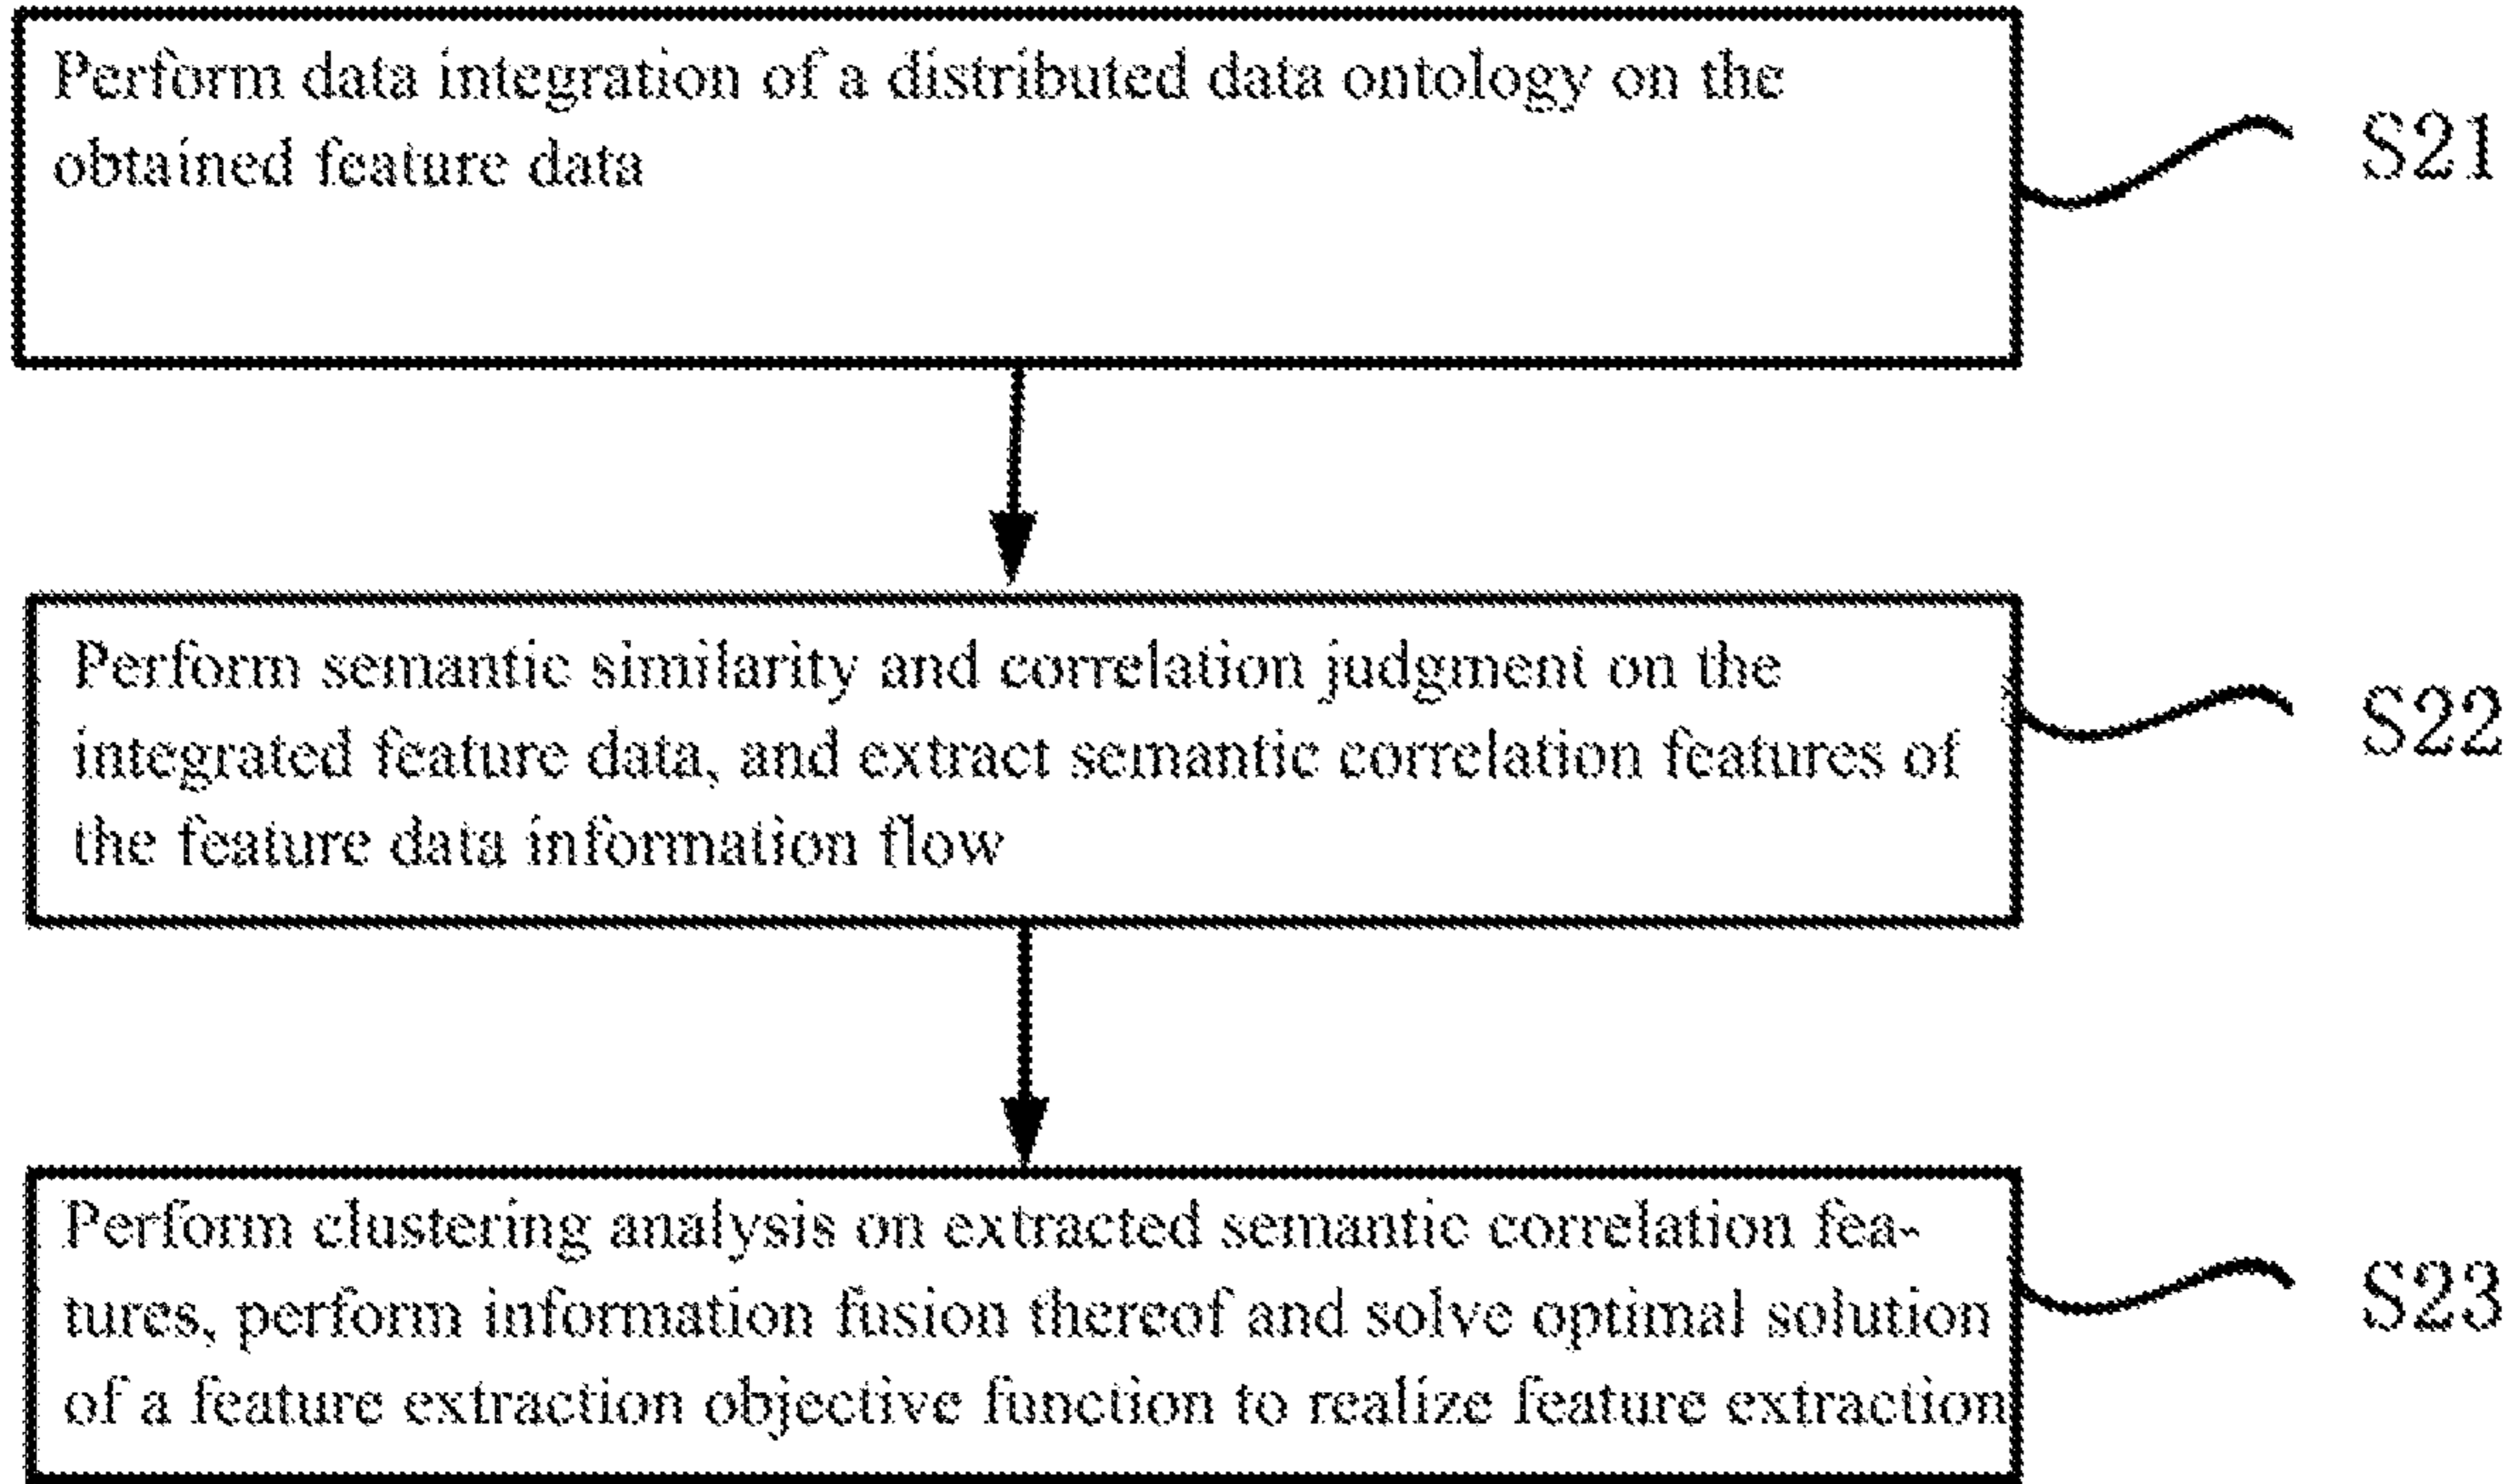 Perform data integration of a distributed data ontology on the
obtained feature data
S21
Perform semantic similarity and correlation judgment on the
integrated feature data, and extract semantic correlation features of
the feature data information flow
S22
Perform clustering analysis on extracted semantic correlation fea-
tures, perform information fusion thereof and solve optimal solution
of a feature extraction objective function to realize feature extraction
S23